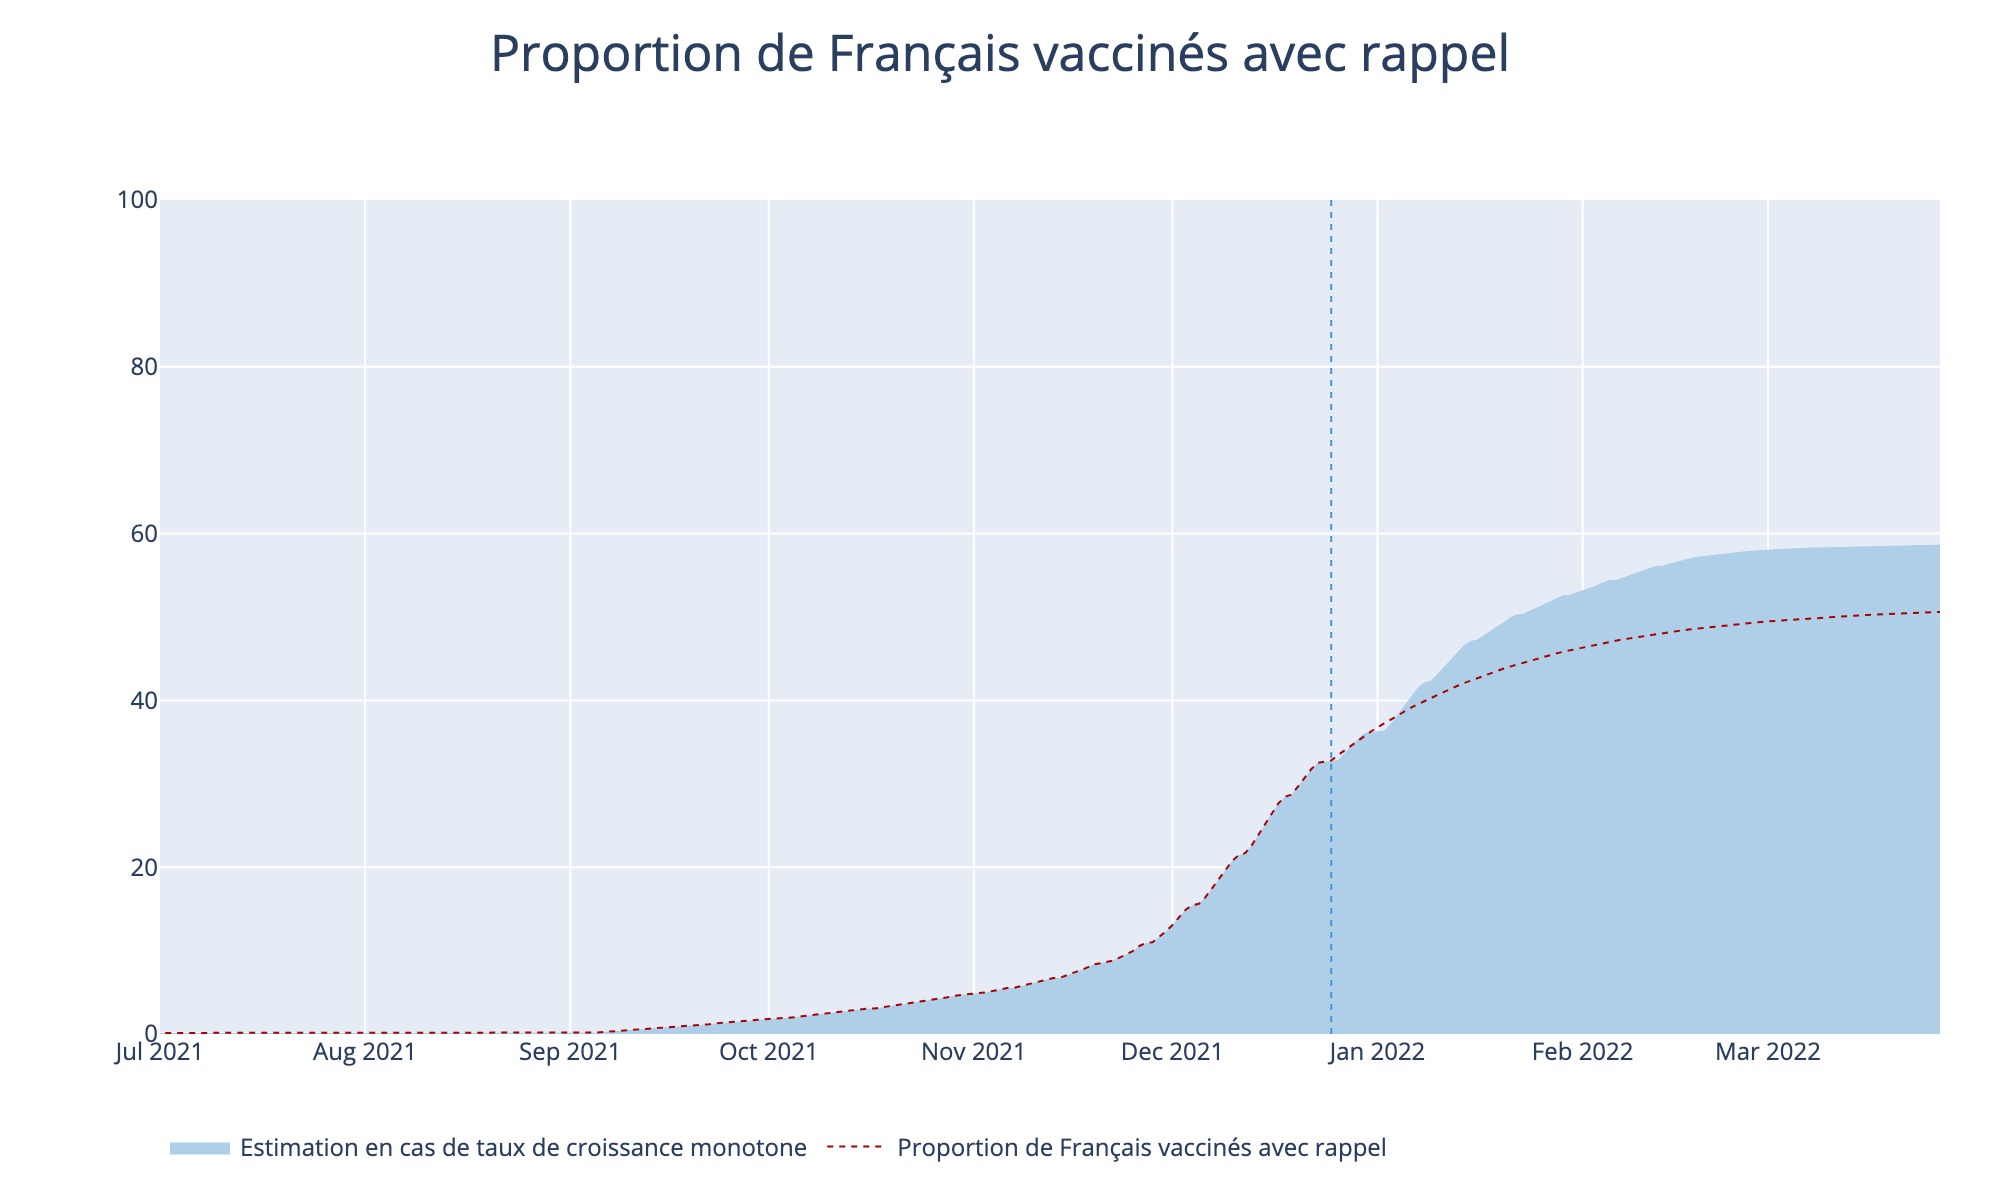 Proportion de Français vaccinés avec rappel
100
80
60
40
20
0
Jul 2021 Aug 2021 Sep 2021 Oct 2021 Nov 2021 Dec 2021 Jan 2022 Feb 2022 Mar 2022
Estimation en cas de taux de croissance monotone Proportion de Français vaccinés avec rappel